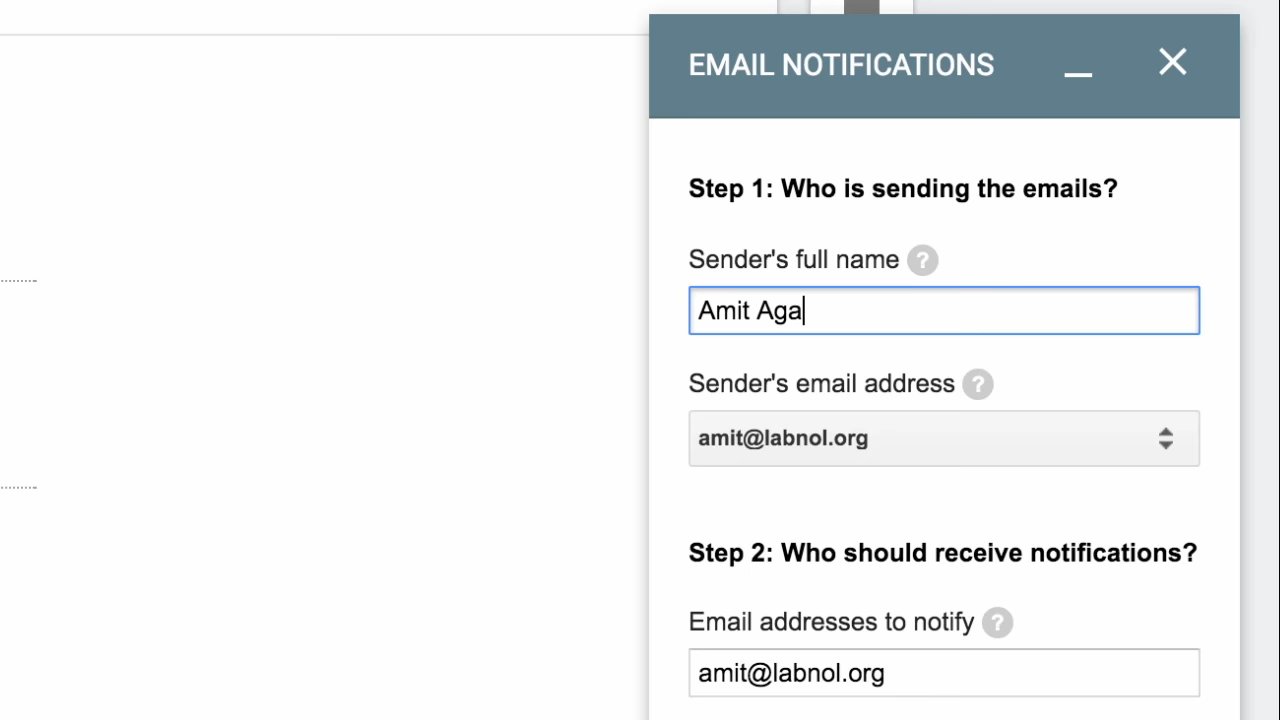 EMAIL NOTIFICATIONS
Step 1: Who is sending the emails?
Sender's full name ?
Amit Aga
Sender's email address ?
amit@labnol.org
Step 2: Who should receive notifications?
Email addresses to notify ?
amit@labnol.org